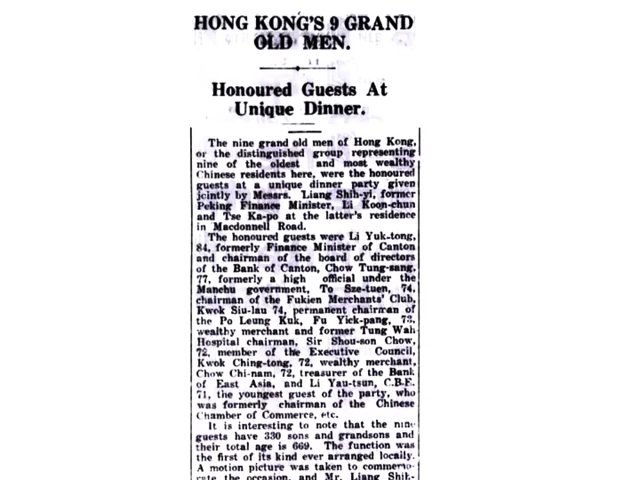 HONG KONG'S 9 GRAND
OLD MEN.
Honoured Guests At
Unique Dinner.
The nine grand old men of Hong Kong,
or the distinguished group representing
nine of the oldest and most wealthy
Chinese residents here, were the honoured
guests at a unique dinner party given
jointly by Messrs. Liang Shih-yi, former
Peking Finance Minister, Li Koon-chun
and Tse Ka-po at the latter's residence
in Macdonnell Road.
The honoured guests were Li Yuk-tong,
84, formerly Finance Minister of Canton
and chairman of the board of directors
of the Bank of Canton, Chow Tung-sang,
77, formerly a high official under the
Manchu government, To Sze-tuen, 74,
chairman of the Fukien Merchants' Club,
Kwok Siu-lau 74, permanent chairman of
the Po Leung Kuk, Fu Yick-pang, 73,
wealthy merchant and former Tung Wah
Hospital chairman, Sir Shou-son Chow,
72, member of the Executive Council,
Kwok Ching-tong, 72, wealthy merchant,
Chow Chi-nam, 72, treasurer of the Bank
of East Asia, and Li Yau-tsun, C.B.E.
71, the youngest guest of the party, who
was formerly chairman of the Chinese
Chamber of Commerce, etc.
It is interesting to note that the nine
guests have 330 sons and grandsons and
their total age is 669. The function was
the first of its kind ever arranged locally.
A motion picture was taken to commemo-
rate the occasion, and Mr. Liang Shih-